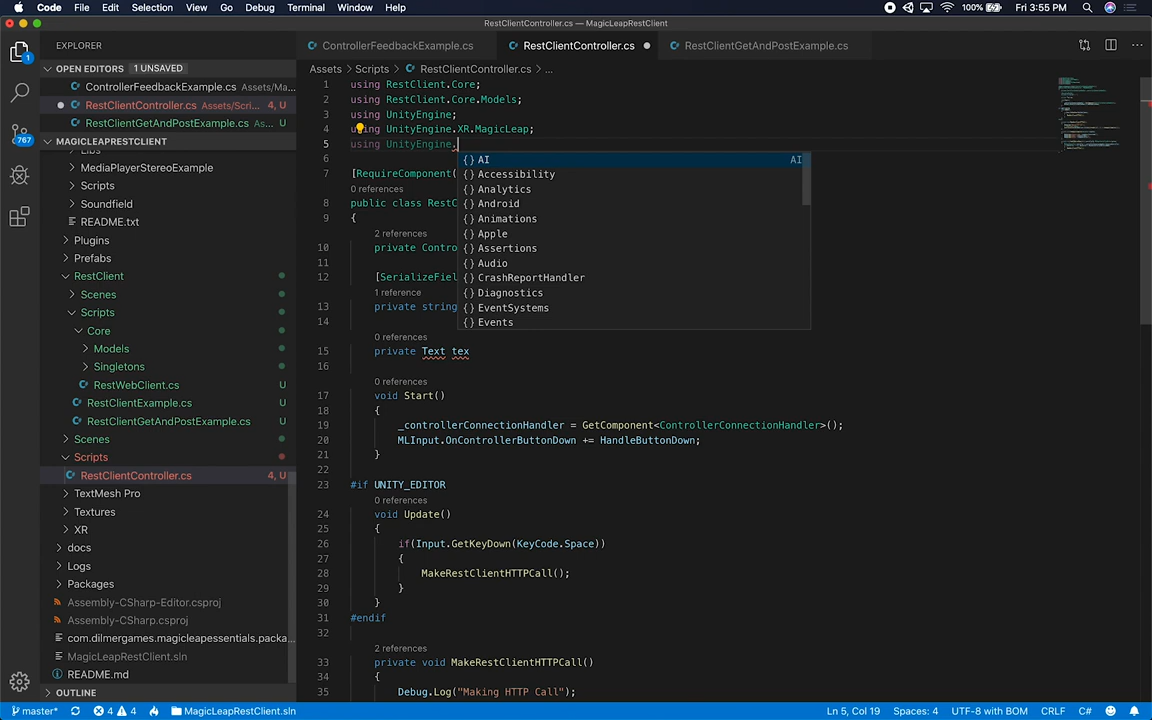 Code File Edit Selection View Go Debug Terminal Window Help 100% Fri 3:55 PM
RestClientController.cs — MagicLeapRestClient
EXPLORER
OPEN EDITORS 1 UNSAVED
ControllerFeedbackExample.cs Assets/Ma...
RestClientController.cs Assets/Scri... 4, U
RestClientGetAndPostExample.cs As... U
MAGICLEAPRESTCLIENT
Libs
MediaPlayerStereoExample
Scripts
Soundfield
README.txt
Plugins
Prefabs
RestClient
Scenes
Scripts
Core
Models
Singletons
RestWebClient.cs U
RestClientExample.cs U
RestClientGetAndPostExample.cs U
Scenes
Scripts
RestClientController.cs 4, U
TextMesh Pro
Textures
XR
docs
Logs
Packages
Assembly-CSharp-Editor.csproj
Assembly-CSharp.csproj
com.dilmergames.magicleapessentials.packa...
MagicLeapRestClient.sln
README.md
OUTLINE
1
767
ControllerFeedbackExample.cs RestClientController.cs RestClientGetAndPostExample.cs
Assets > Scripts > RestClientController.cs > ...
1 using RestClient.Core;
2 using RestClient.Core.Models;
3 using UnityEngine;
4 using UnityEngine.XR.MagicLeap;
5 using UnityEngine.
6
7 [RequireComponent(
0 references
8 public class RestC
9 {
2 references
10 private Contro
11
12 [SerializeFiel
1 reference
13 private string
14
0 references
15 private Text tex
16
0 references
17 void Start()
18 {
19 _controllerConnectionHandler = GetComponent<ControllerConnectionHandler>();
20 MLInput.OnControllerButtonDown += HandleButtonDown;
21 }
22
23 #if UNITY_EDITOR
0 references
24 void Update()
25 {
26 if(Input.GetKeyDown(KeyCode.Space))
27 {
28 MakeRestClientHTTPCall();
29 }
30 }
31 #endif
32
2 references
33 private void MakeRestClientHTTPCall()
34 {
35 Debug.Log("Making HTTP Call");
{} AI AI
{} Accessibility
{} Analytics
{} Android
{} Animations
{} Apple
{} Assertions
{} Audio
{} CrashReportHandler
{} Diagnostics
{} EventSystems
{} Events
master* 4 4 MagicLeapRestClient.sln Ln 5, Col 19 Spaces: 4 UTF-8 with BOM CRLF C#